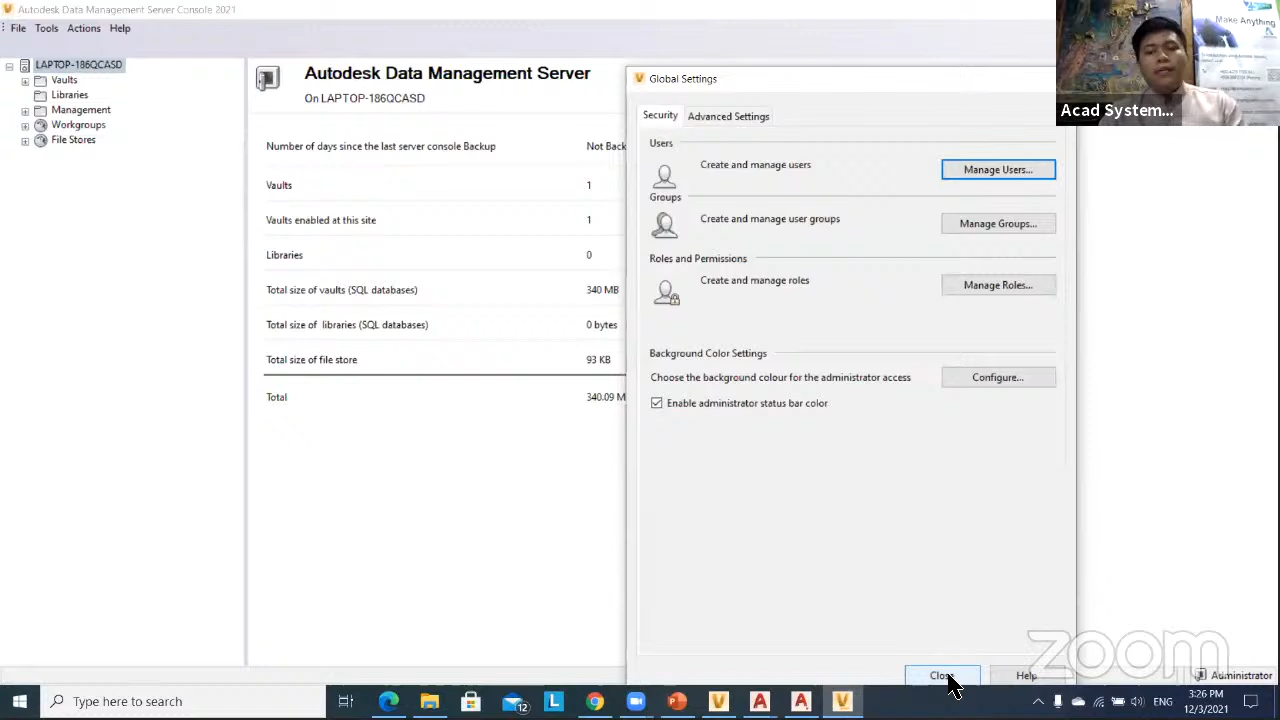 Autodesk Data Management Server Console 2021
File Tools Actions Help
LAPTOP-186QCASD
Vaults
Libraries
Management
Workgroups
File Stores
Autodesk Data Management Server
On LAPTOP-186QCASD
Number of days since the last server console Backup Not Back
Vaults 1
Vaults enabled at this site 1
Libraries 0
Total size of vaults (SQL databases) 340 MB
Total size of libraries (SQL databases) 0 bytes
Total size of file store 93 KB
Total 340.09 M
Global Settings
Security Advanced Settings
Users
Create and manage users Manage Users...
Groups
Create and manage user groups Manage Groups...
Roles and Permissions
Create and manage roles Manage Roles...
Background Color Settings
Choose the background colour for the administrator access Configure...
Enable administrator status bar color
Clo
Help
Administrator
Make Anything
Acad System...
zoom
Type here to search
12
ENG
3:26 PM
12/3/2021